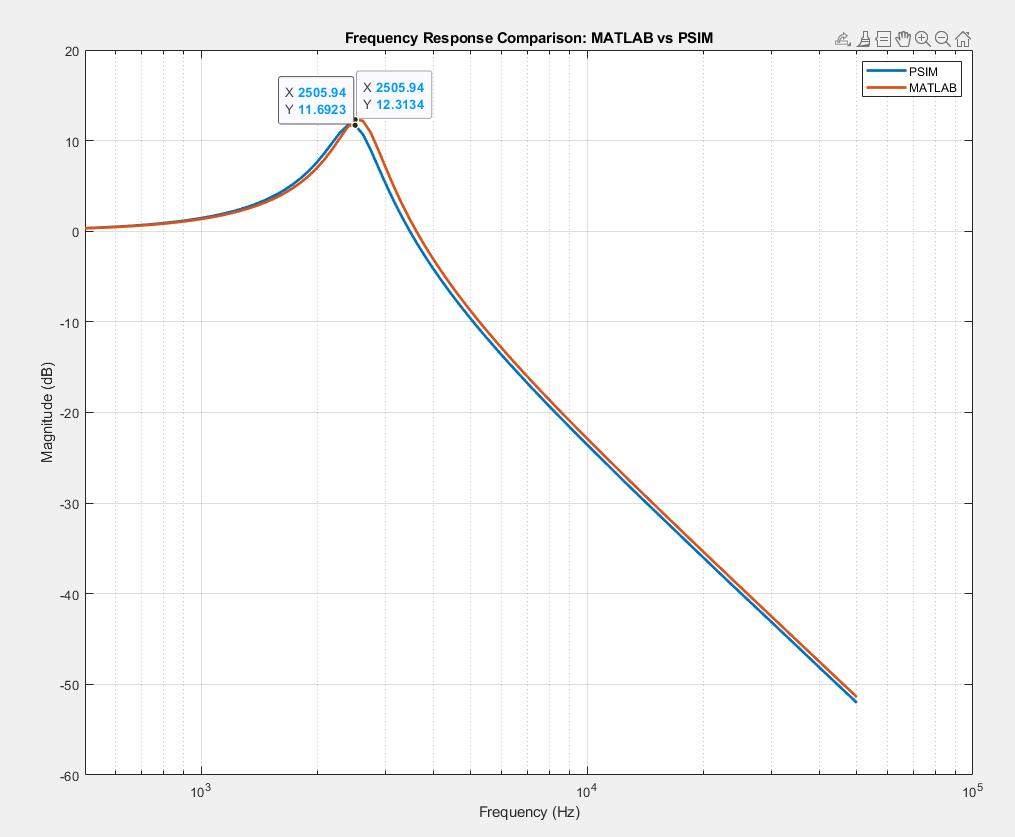 Frequency Response Comparison: MATLAB vs PSIM
PSIM
MATLAB
X 2505.94
Y 11.6923
X 2505.94
Y 12.3134
20
10
0
-10
-20
-30
-40
-50
-60
Magnitude (dB)
10^3
10^4
10^5
Frequency (Hz)